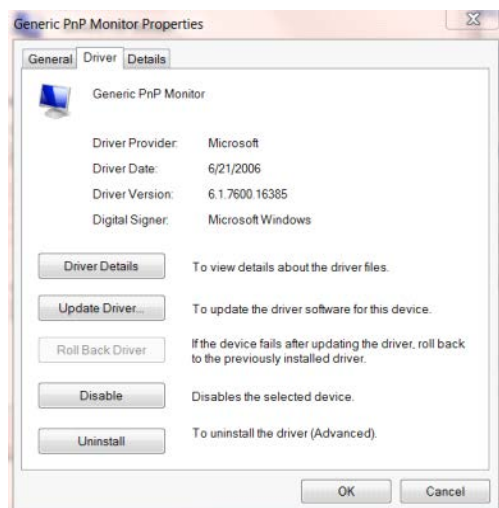 Generic PnP Monitor Properties
General Driver Details
Generic PnP Monitor
Driver Provider: Microsoft
Driver Date: 6/21/2006
Driver Version: 6.1.7600.16385
Digital Signer: Microsoft Windows
Driver Details To view details about the driver files.
Update Driver... To update the driver software for this device.
Roll Back Driver If the device fails after updating the driver, roll back
to the previously installed driver.
Disable Disables the selected device.
Uninstall To uninstall the driver (Advanced).
OK Cancel